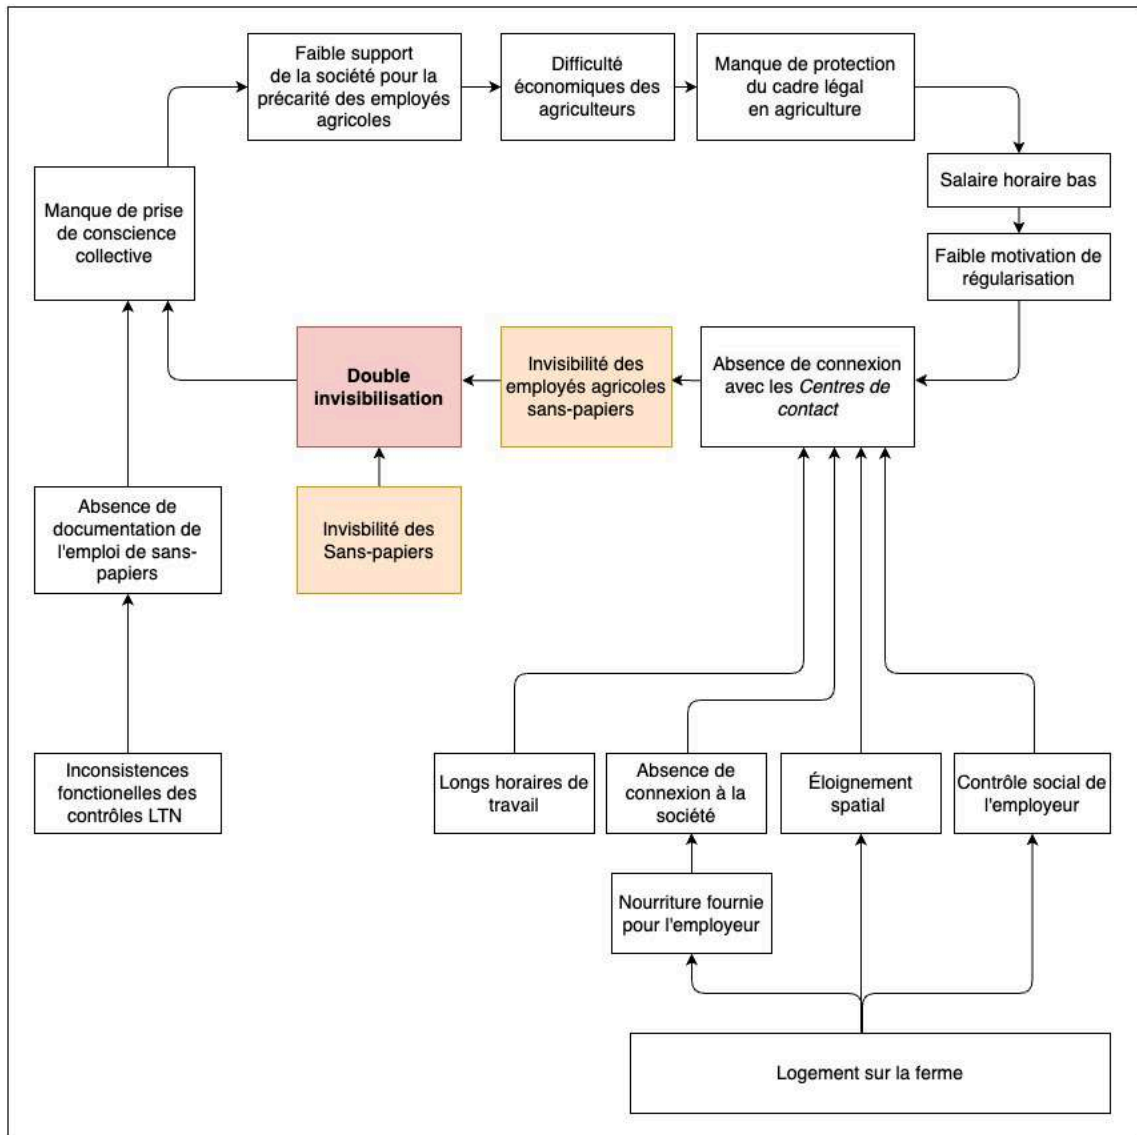 Faible support
de la société pour la
précarité des employés
agricoles
Difficulté
économiques des
agriculteurs
Manque de protection
du cadre légal
en agriculture
Salaire horaire bas
Manque de prise
de conscience
collective
Faible motivation de
régularisation
Double
invisibilisation
Invisibilité des
employés agricoles
sans-papiers
Absence de connexion
avec les Centres de
contact
Absence de
documentation de
l'emploi de sans-
papiers
Invisbilité des
Sans-papiers
Inconsistences
fonctionelles des
contrôles LTN
Longs horaires de
travail
Absence de
connexion à la
société
Éloignement
spatial
Contrôle social de
l'employeur
Nourriture fournie
pour l'employeur
Logement sur la ferme